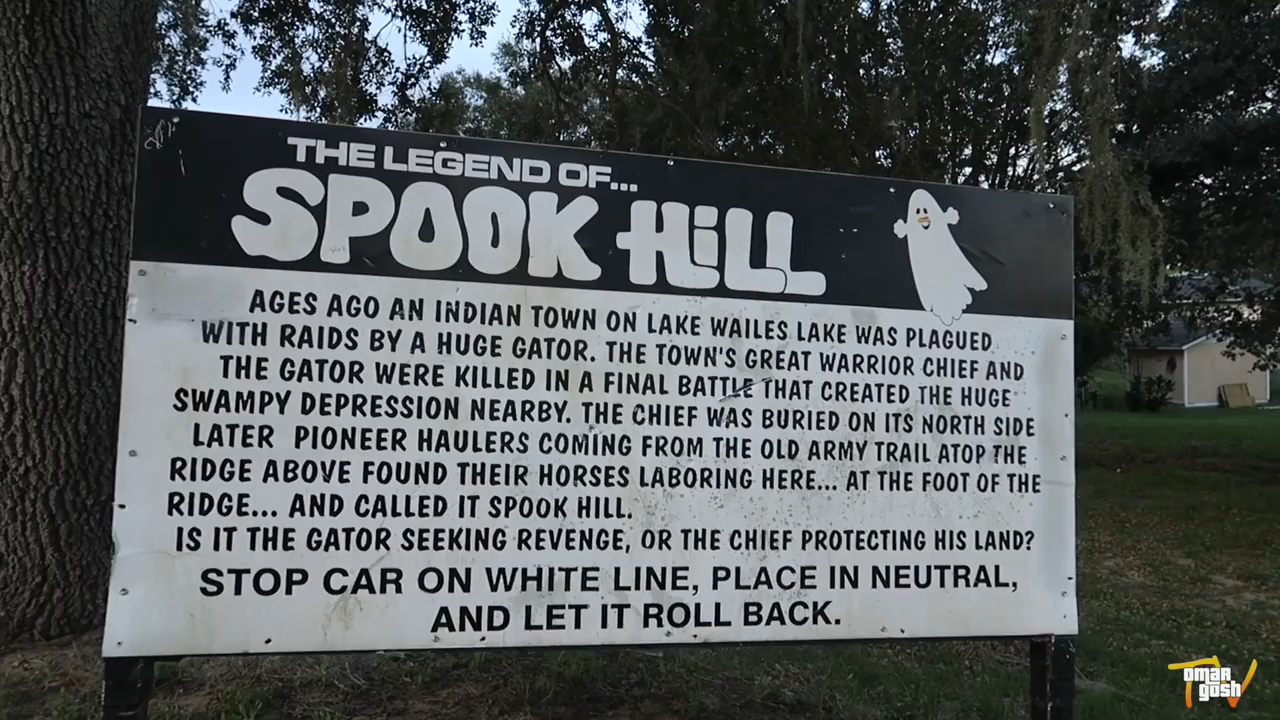 THE LEGEND OF...
SPOOK HiLL
AGES AGO AN INDIAN TOWN ON LAKE WAILES LAKE WAS PLAGUED
WITH RAIDS BY A HUGE GATOR. THE TOWN'S GREAT WARRIOR CHIEF AND
THE GATOR WERE KILLED IN A FINAL BATTLE THAT CREATED THE HUGE
SWAMPY DEPRESSION NEARBY. THE CHIEF WAS BURIED ON ITS NORTH SIDE
LATER PIONEER HAULERS COMING FROM THE OLD ARMY TRAIL ATOP THE
RIDGE ABOVE FOUND THEIR HORSES LABORING HERE... AT THE FOOT OF THE
RIDGE... AND CALLED IT SPOOK HILL.
IS IT THE GATOR SEEKING REVENGE, OR THE CHIEF PROTECTING HIS LAND?
STOP CAR ON WHITE LINE, PLACE IN NEUTRAL,
AND LET IT ROLL BACK.
omar
gosh
TV